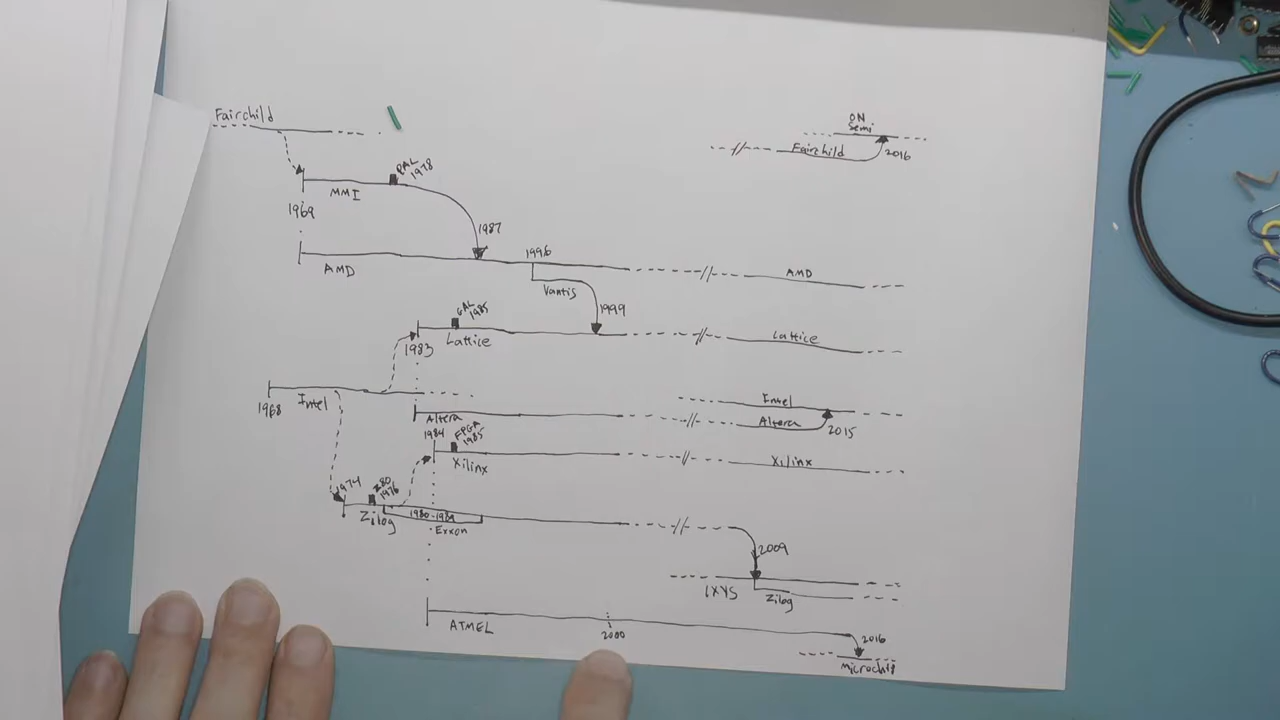 Fairchild
ON
Semi
Fairchild
2016
PAL
1978
MMI
1969
1987
1996
AMD
AMD
Vantis
1999
GAL
1985
1983
Lattice
Lattice
1968
Intel
Intel
Altera
Altera
2015
1984
FPGA
1985
Xilinx
Xilinx
1974
Z80
1976
Zilog
1980-1989
Exxon
2009
IXYS
Zilog
ATMEL
2000
2016
Microchip